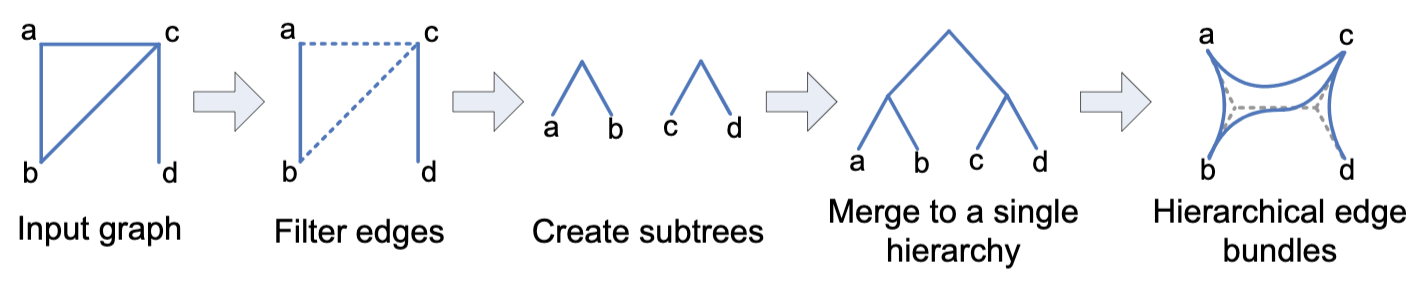 a c
b d
Input graph
a c
b d
Filter edges
a b c d
Create subtrees
a b c d
Merge to a single
hierarchy
a c
b d
Hierarchical edge
bundles